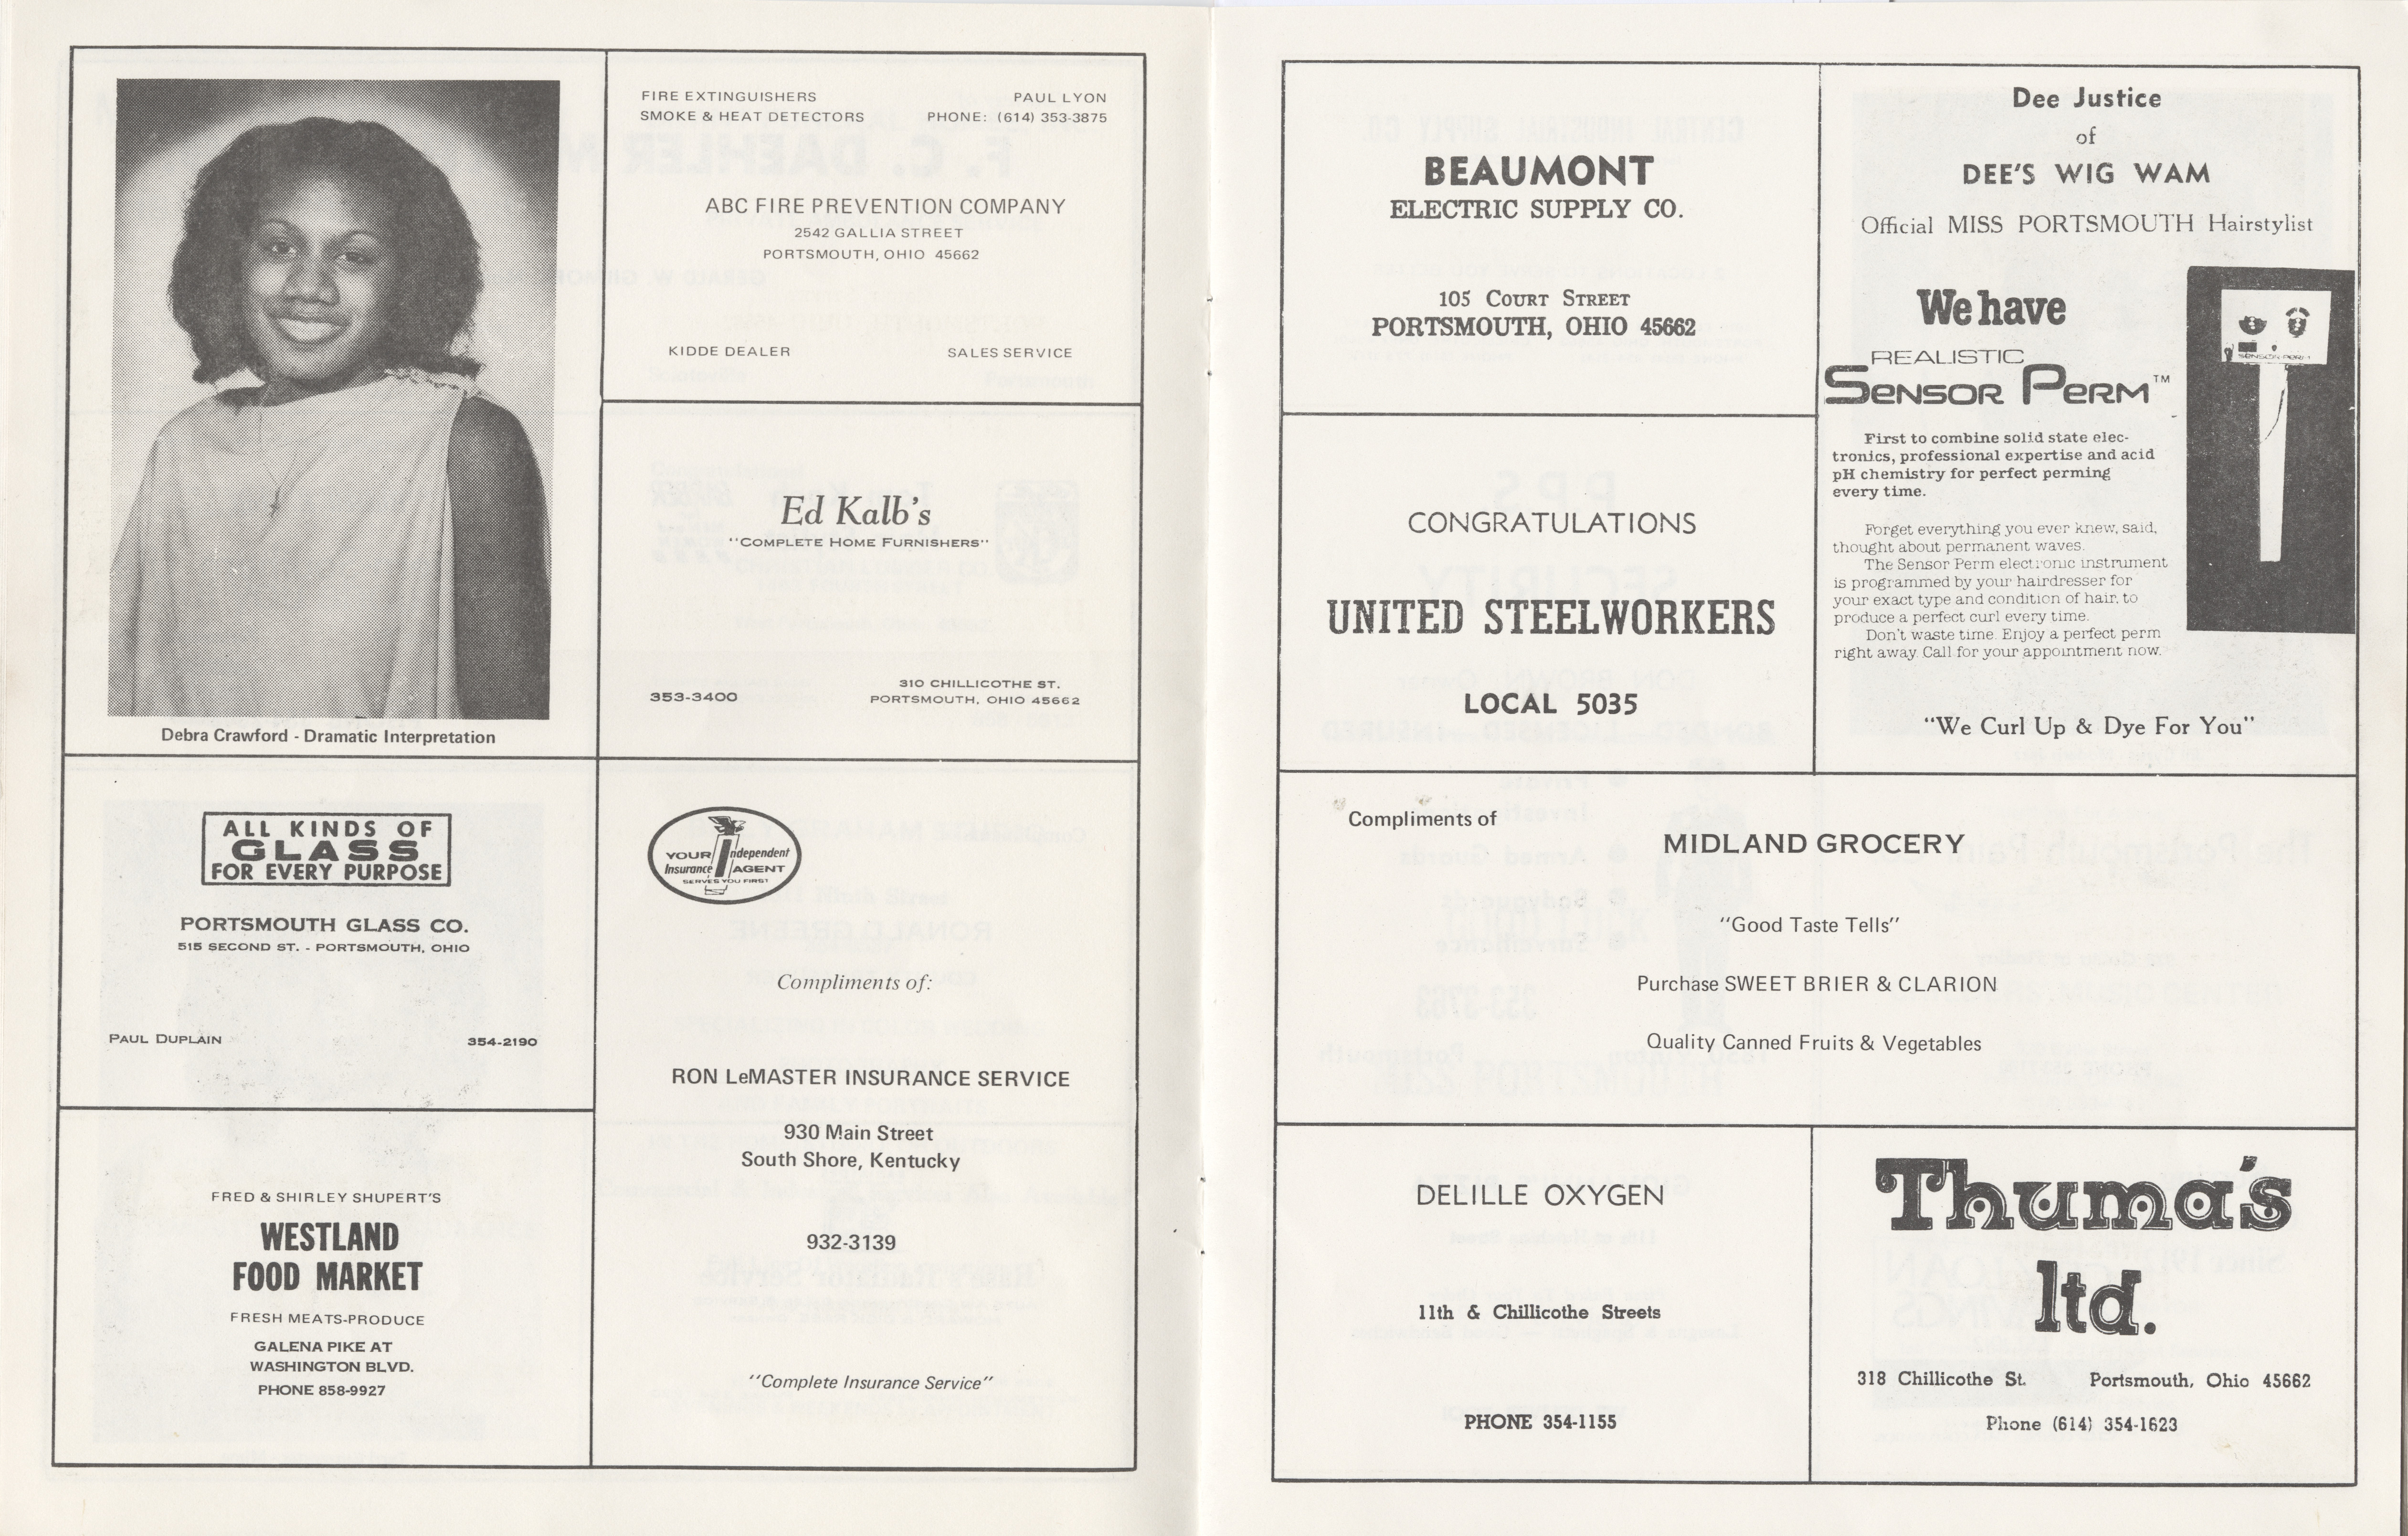 Debra Crawford - Dramatic Interpretation
FIRE EXTINGUISHERS
SMOKE & HEAT DETECTORS
PAUL LYON
PHONE: (614) 353-3875
ABC FIRE PREVENTION COMPANY
2542 GALLIA STREET
PORTSMOUTH, OHIO 45662
KIDDE DEALER
SALES SERVICE
Ed Kalb's
"COMPLETE HOME FURNISHERS"
353-3400
310 CHILLICOTHE ST.
PORTSMOUTH, OHIO 45662
ALL KINDS OF
GLASS
FOR EVERY PURPOSE
PORTSMOUTH GLASS CO.
515 SECOND ST. - PORTSMOUTH, OHIO
PAUL DUPLAIN
354-2190
FRED & SHIRLEY SHUPERT'S
WESTLAND
FOOD MARKET
FRESH MEATS-PRODUCE
GALENA PIKE AT
WASHINGTON BLVD.
PHONE 858-9927
YOUR Independent
Insurance AGENT
SERVES YOU FIRST
Compliments of:
RON LeMASTER INSURANCE SERVICE
930 Main Street
South Shore, Kentucky
932-3139
"Complete Insurance Service"
BEAUMONT
ELECTRIC SUPPLY CO.
105 COURT STREET
PORTSMOUTH, OHIO 45662
CONGRATULATIONS
UNITED STEELWORKERS
LOCAL 5035
Dee Justice
of
DEE'S WIG WAM
Official MISS PORTSMOUTH Hairstylist
We have
REALISTIC
SENSOR PERM™
SENSOR PERM
First to combine solid state elec-
tronics, professional expertise and acid
pH chemistry for perfect perming
every time.
Forget everything you ever knew, said,
thought about permanent waves.
The Sensor Perm electronic instrument
is programmed by your hairdresser for
your exact type and condition of hair, to
produce a perfect curl every time.
Don't waste time. Enjoy a perfect perm
right away. Call for your appointment now.
"We Curl Up & Dye For You"
Compliments of
MIDLAND GROCERY
"Good Taste Tells"
Purchase SWEET BRIER & CLARION
Quality Canned Fruits & Vegetables
DELILLE OXYGEN
11th & Chillicothe Streets
PHONE 354-1155
Thuma's
ltd.
318 Chillicothe St. Portsmouth, Ohio 45662
Phone (614) 354-1623